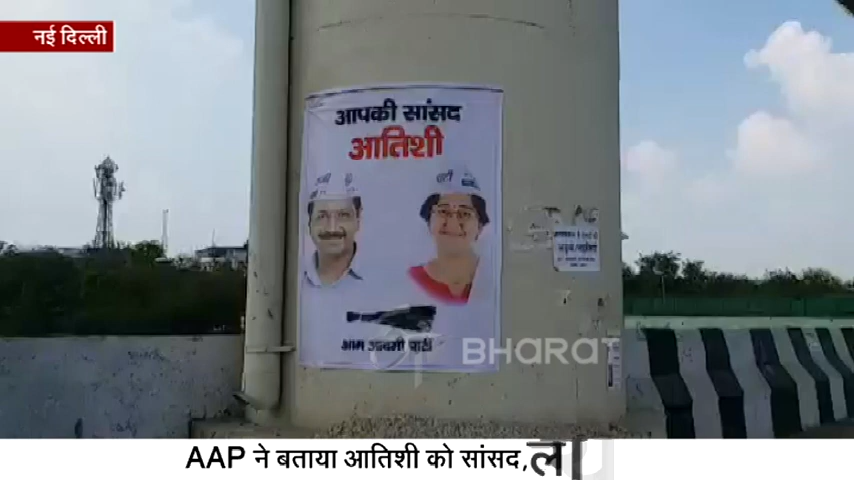 नई दिल्ली
आपकी सांसद
आतिशी
आम आदमी पार्टी
BHARAT
AAP ने बताया आतिशी को सांसद, ला